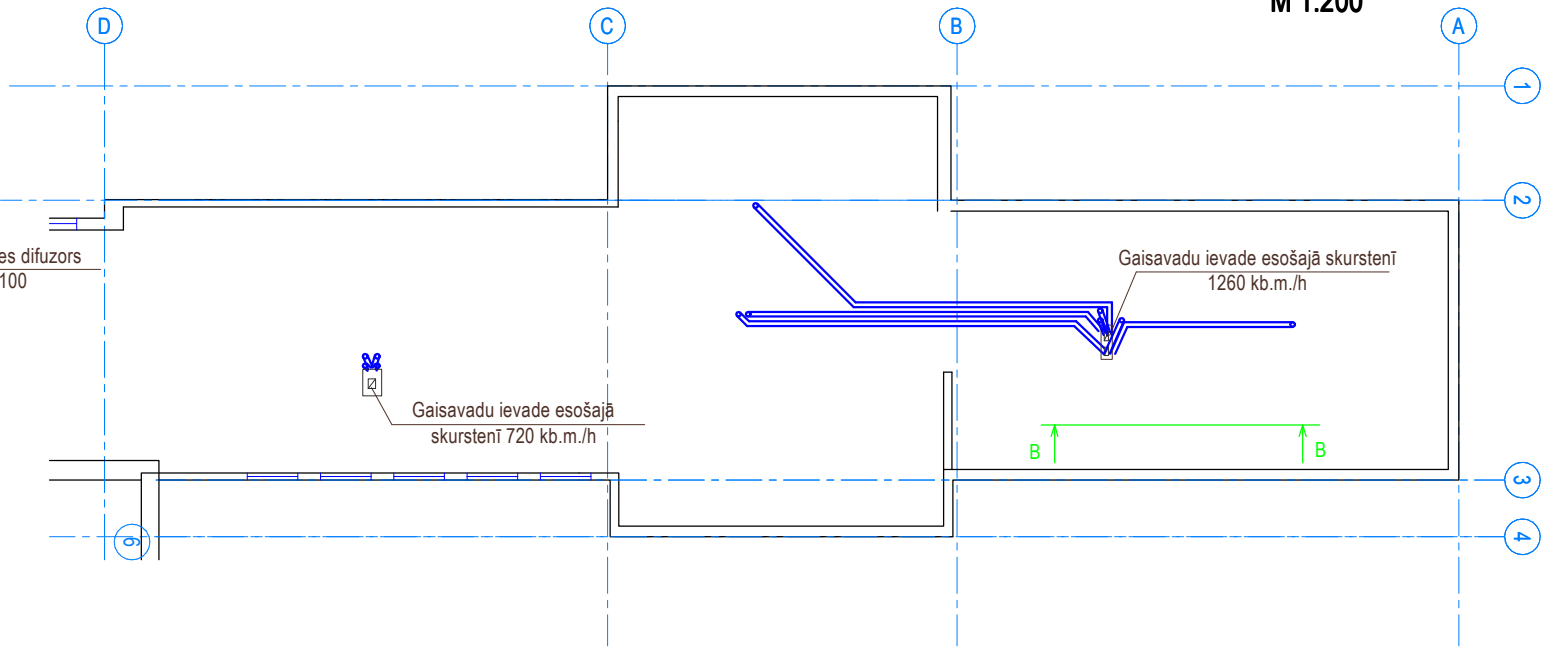 M 1:200
D
C
B
A
1
2
es difuzors
100
Gaisavadu ievade esošajā skurstenī
1260 kb.m./h
Gaisavadu ievade esošajā
skurstenī 720 kb.m./h
B
B
3
6
4